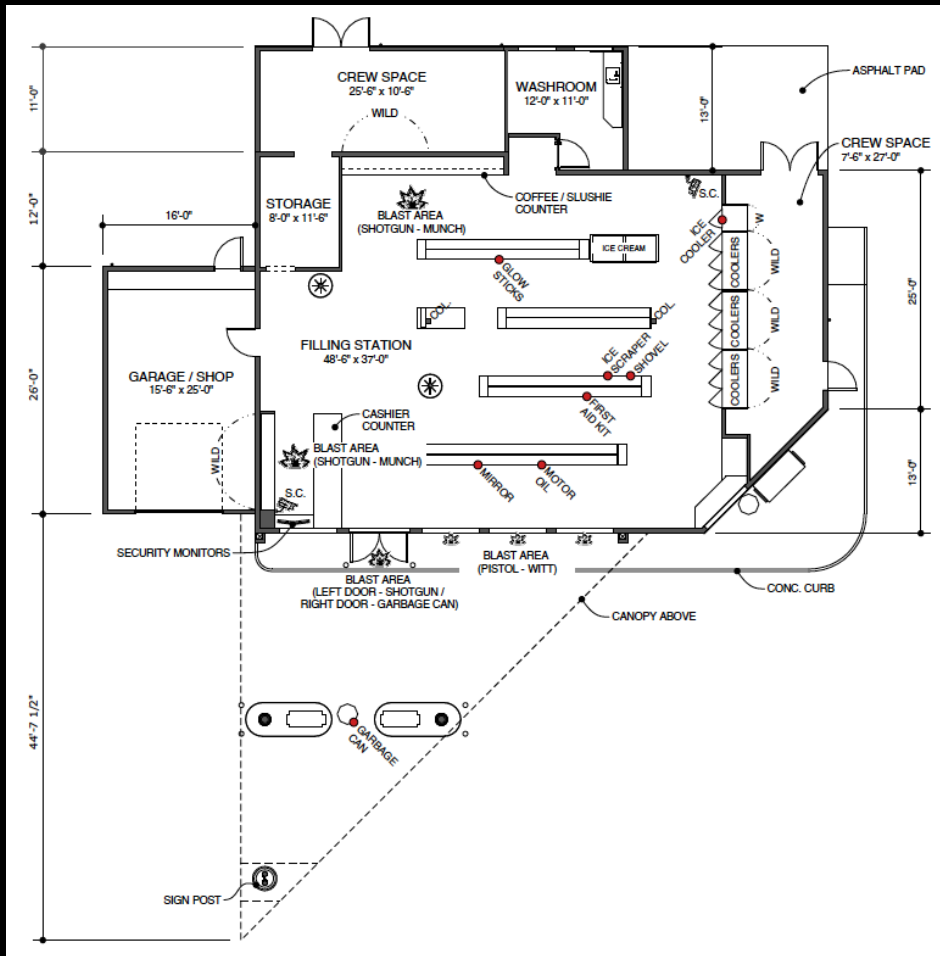 CREW SPACE
25'-6" x 10'-6"
WILD
WASHROOM
12'-0" x 11'-0"
13'-0"
ASPHALT PAD
11'-0"
CREW SPACE
7'-6" x 27'-0"
12'-0"
16'-0"
STORAGE
8'-0" x 11'-6"
COFFEE / SLUSHIE
COUNTER
S.C.
BLAST AREA
(SHOTGUN - MUNCH)
ICE
COOLER
W
ICE CREAM
COOLERS
WILD
GLOW
STICKS
25'-0"
COL.
COL.
COOLERS
WILD
FILLING STATION
48'-6" x 37'-0"
ICE
SCRAPER
SHOVEL
26'-0"
GARAGE / SHOP
15'-6" x 25'-0"
COOLERS
WILD
FIRST
AID KIT
CASHIER
COUNTER
WILD
BLAST AREA
(SHOTGUN - MUNCH)
MIRROR
MOTOR
OIL
13'-0"
S.C.
SECURITY MONITORS
BLAST AREA
(PISTOL - WITT)
BLAST AREA
(LEFT DOOR - SHOTGUN /
RIGHT DOOR - GARBAGE CAN)
CONC. CURB
CANOPY ABOVE
44'-7 1/2"
GARBAGE
CAN
SIGN POST